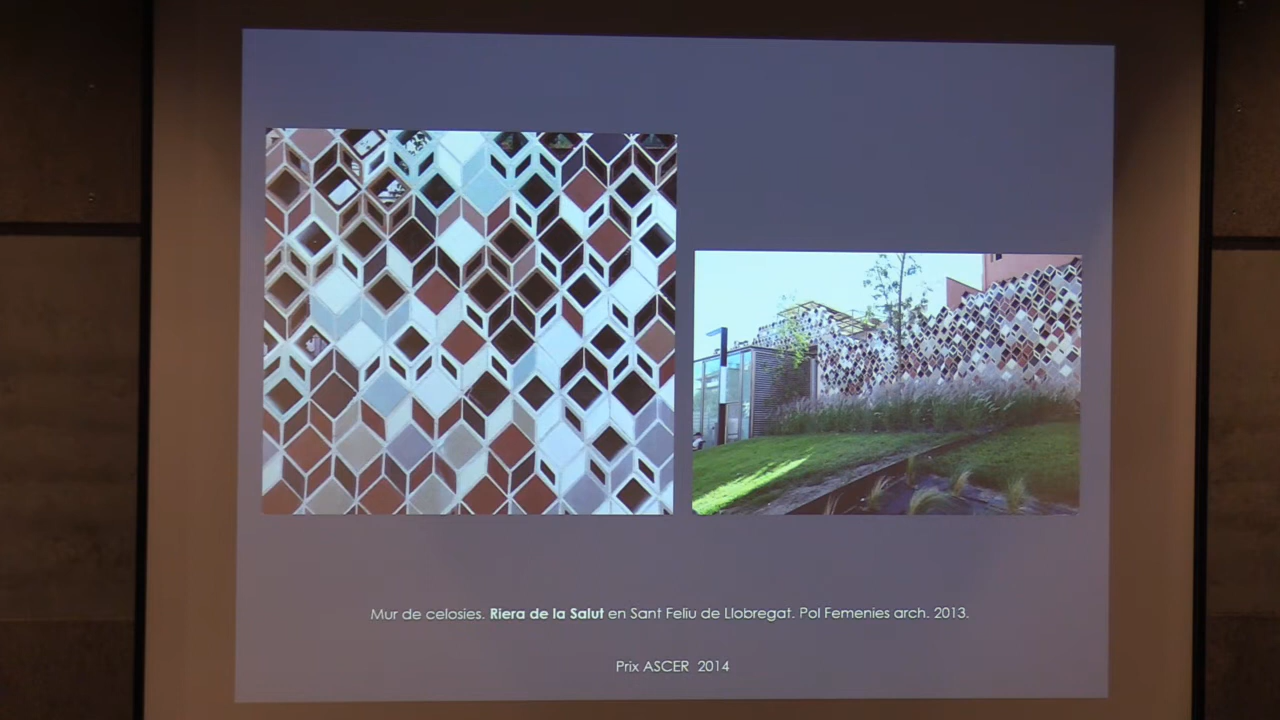 Mur de celosies. Riera de la Salut en Sant Feliu de Llobregat. Pol Femenies arch. 2013.
Prix ASCER 2014